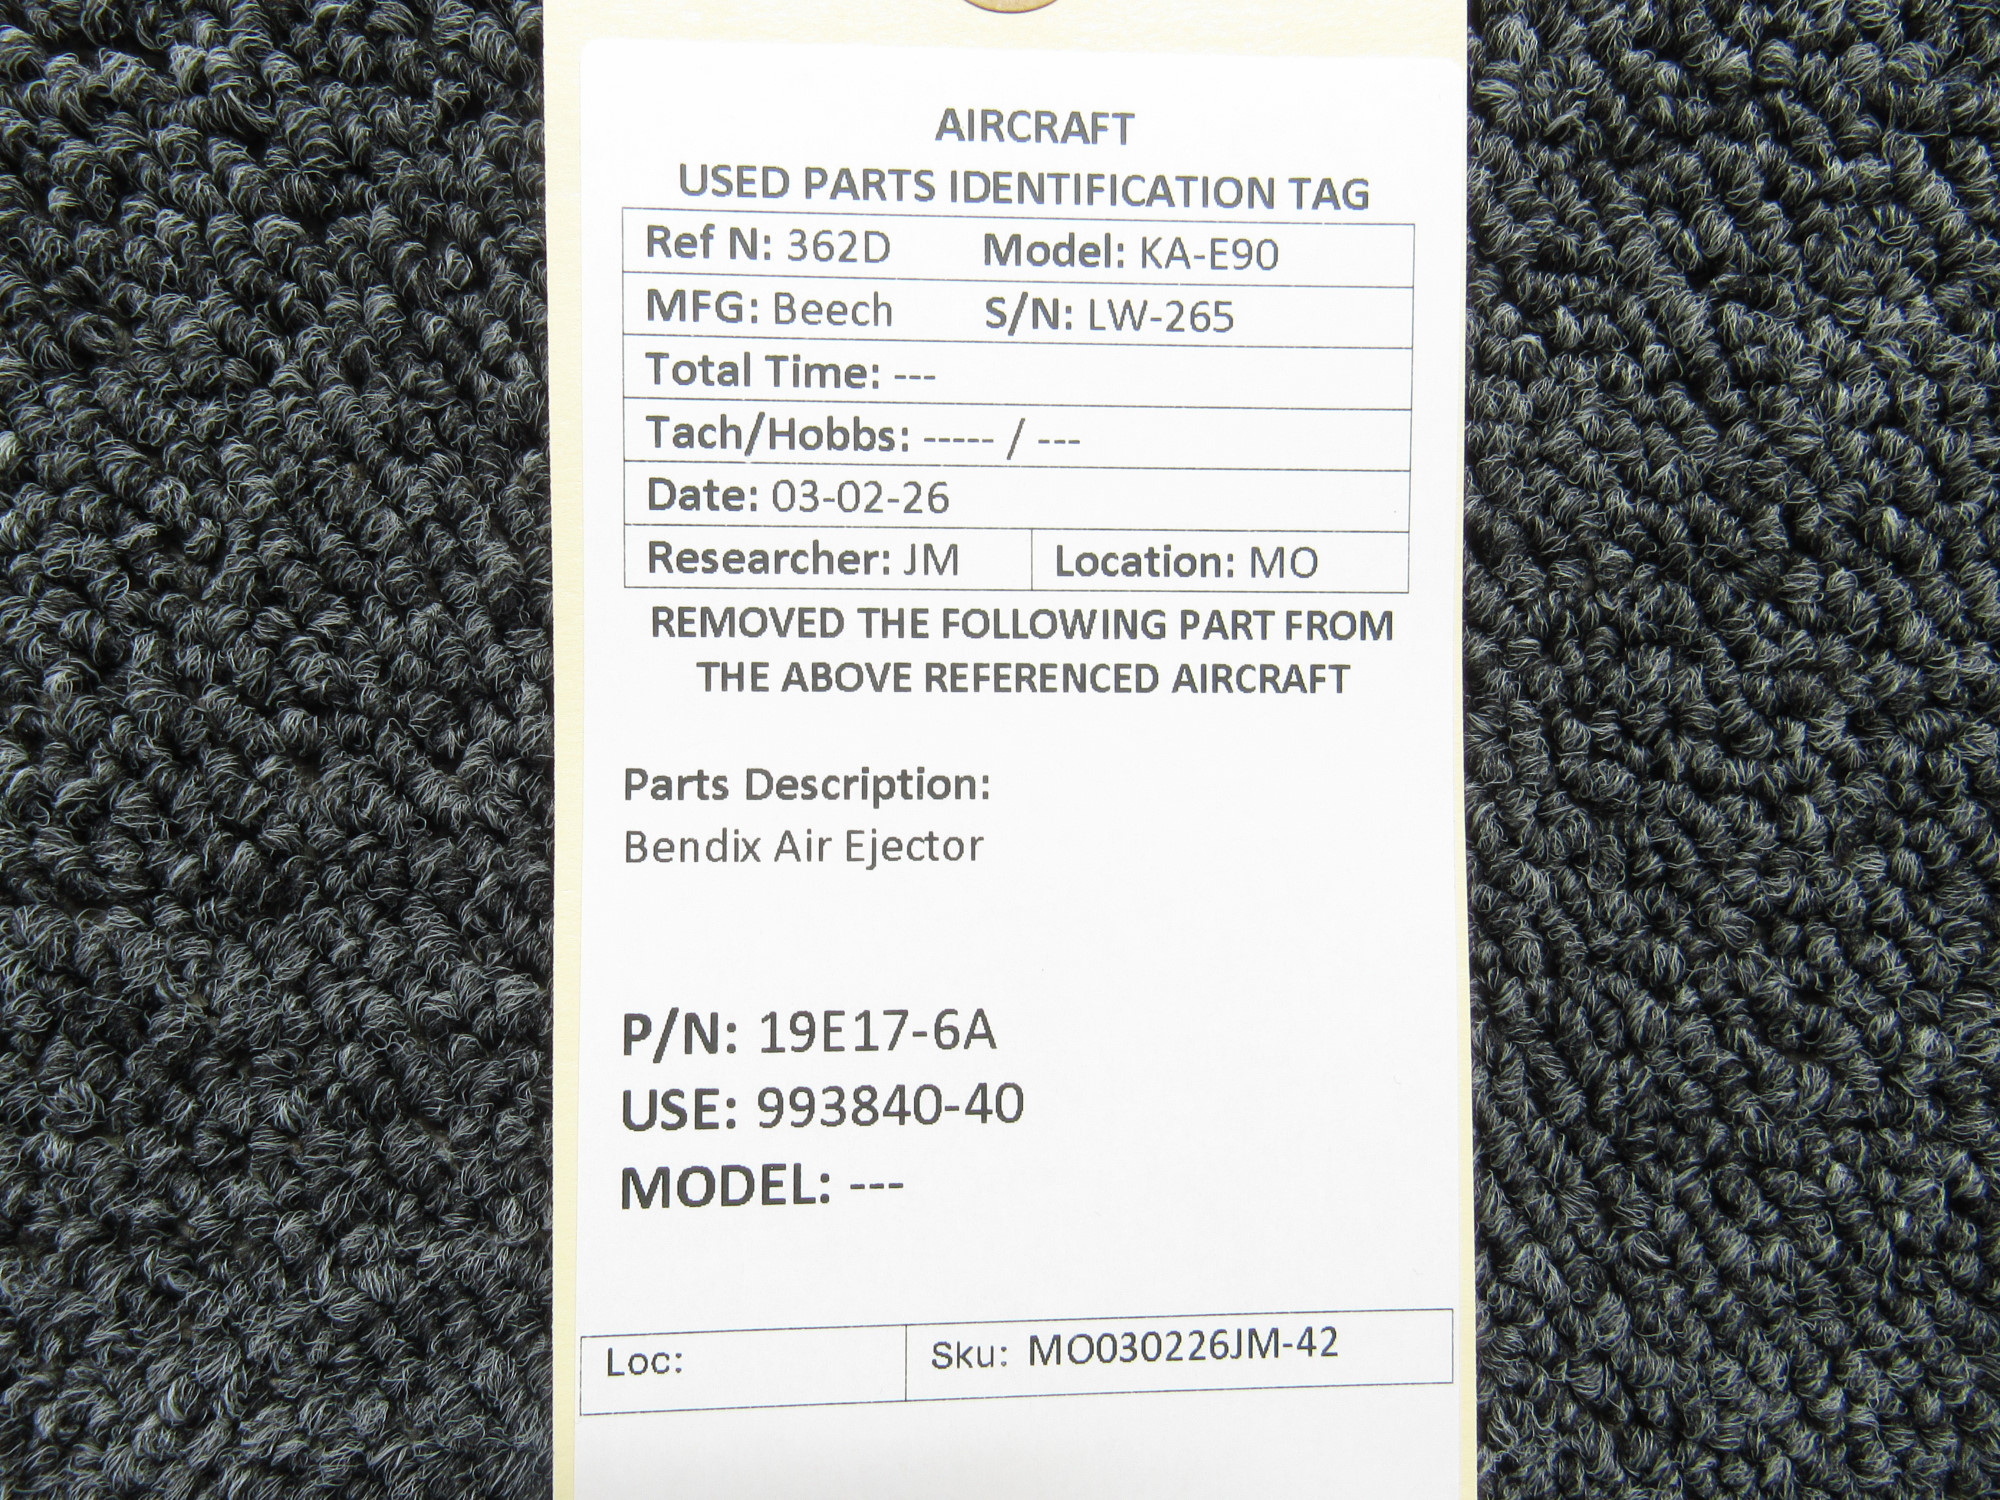 AIRCRAFT
USED PARTS IDENTIFICATION TAG
Ref N: 362D Model: KA-E90
MFG: Beech S/N: LW-265
Total Time: ---
Tach/Hobbs: ----- / ---
Date: 03-02-26
Researcher: JM Location: MO
REMOVED THE FOLLOWING PART FROM
THE ABOVE REFERENCED AIRCRAFT
Parts Description:
Bendix Air Ejector
P/N: 19E17-6A
USE: 993840-40
MODEL: ---
Loc: Sku: MO030226JM-42